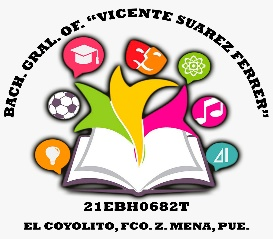 BACH. GRAL. OF. “VICENTE SUAREZ FERRER”
21EBH0682T
EL COYOLITO, FCO. Z. MENA, PUE.